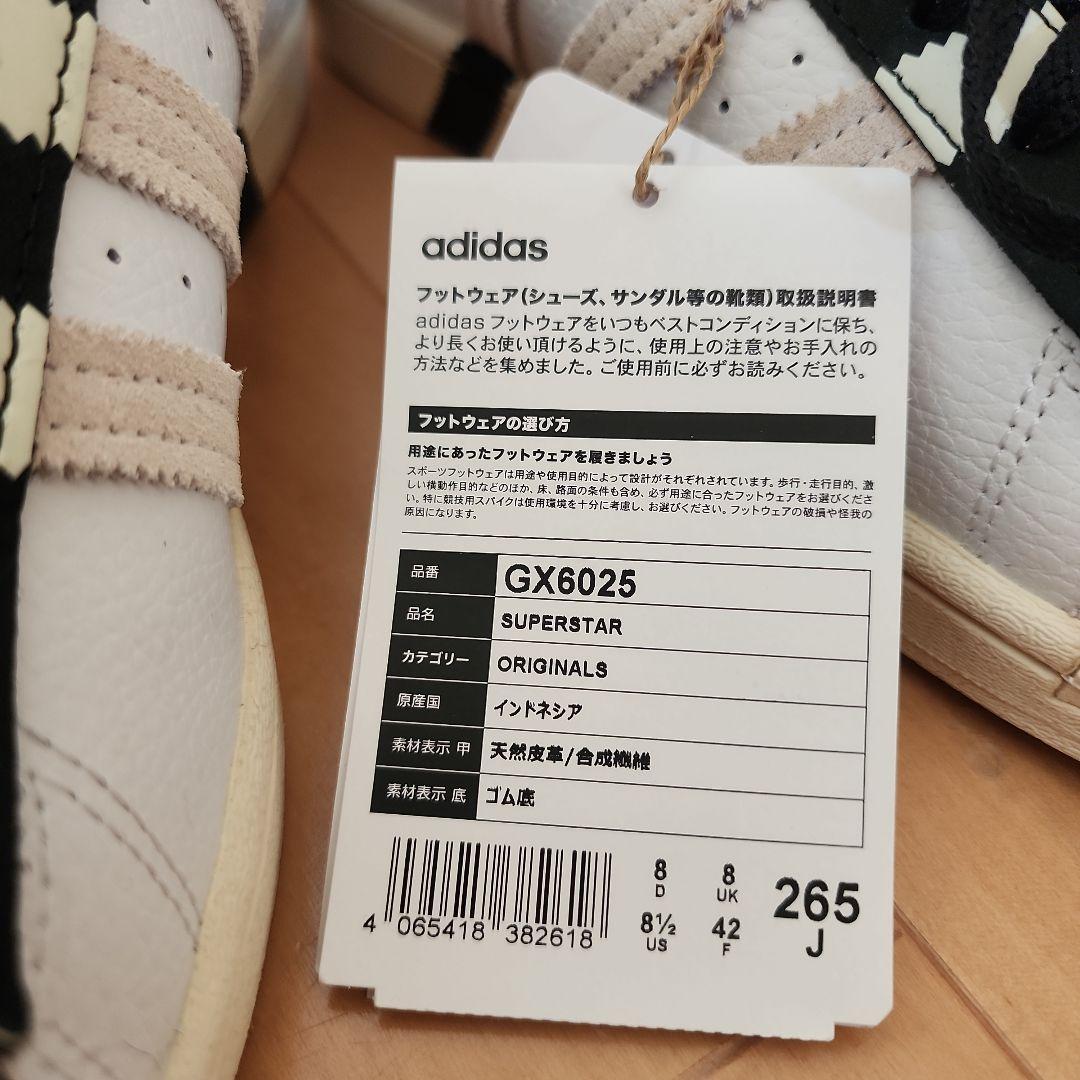 adidas
フットウェア(シューズ、サンダル等の靴類)取扱説明書
adidas フットウェアをいつもベストコンディションに保ち、
より長くお使い頂けるように、使用上の注意やお手入れの
方法などを集めました。ご使用前に必ずお読みください。
フットウェアの選び方
用途にあったフットウェアを履きましょう
スポーツフットウェアは用途や使用目的によって設計がそれぞれされています。歩行・走行目的、激
しい横動作目的などのほか、床、路面の条件も含め、必ず用途に合ったフットウェアをお選びくださ
い。特に競技用スパイクは使用環境を十分に考慮し、お選びください。フットウェアの破損や怪我の
原因になります。
品番 GX6025
品名 SUPERSTAR
カテゴリー ORIGINALS
原産国 インドネシア
素材表示 甲 天然皮革/合成繊維
素材表示 底 ゴム底
4 065418 382618
8 8 265
D UK J
8½ 42
US F